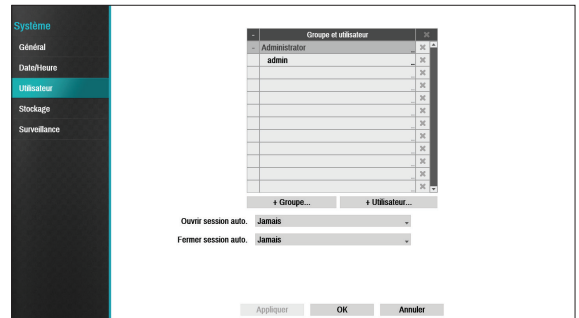 Système
Général
Date/Heure
Utilisateur
Stockage
Surveillance
- Groupe et utilisateur
- Administrator ...
admin ...
+ Groupe... + Utilisateur...
Ouvrir session auto. Jamais
Fermer session auto. Jamais
Appliquer OK Annuler